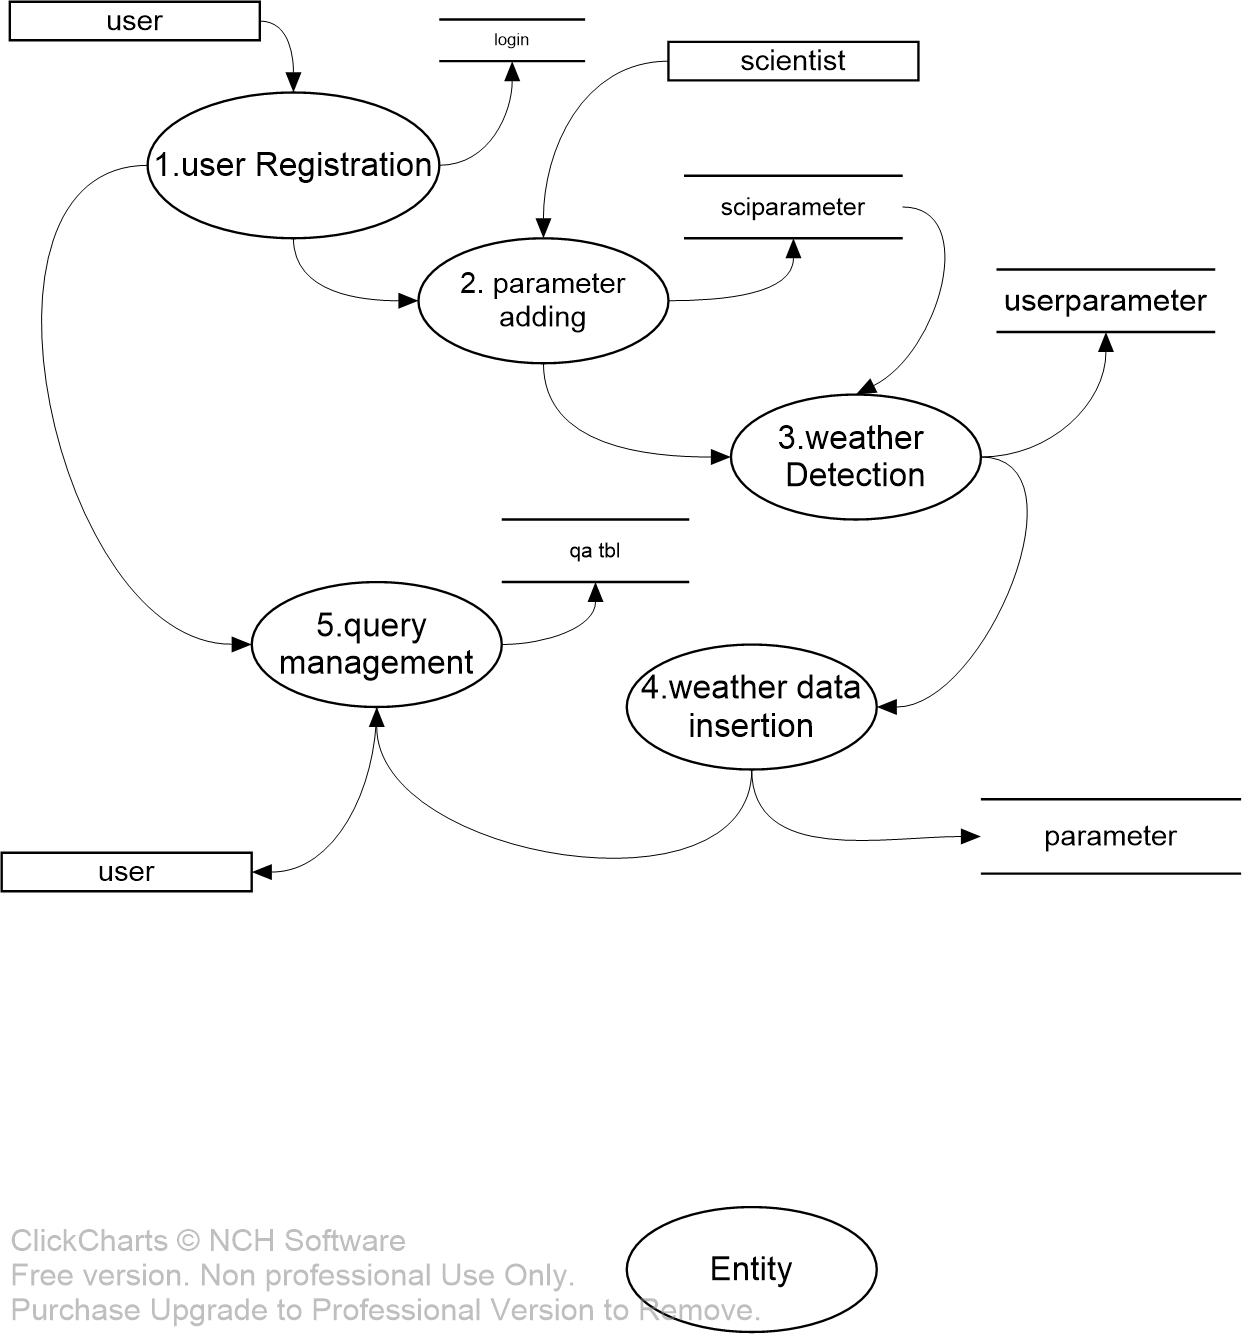 user
login
scientist
1.user Registration
sciparameter
2. parameter
adding
userparameter
3.weather
Detection
qa tbl
5.query
management
4.weather data
insertion
parameter
user
ClickCharts © NCH Software
Free version. Non professional Use Only.
Purchase Upgrade to Professional Version to Remove.
Entity